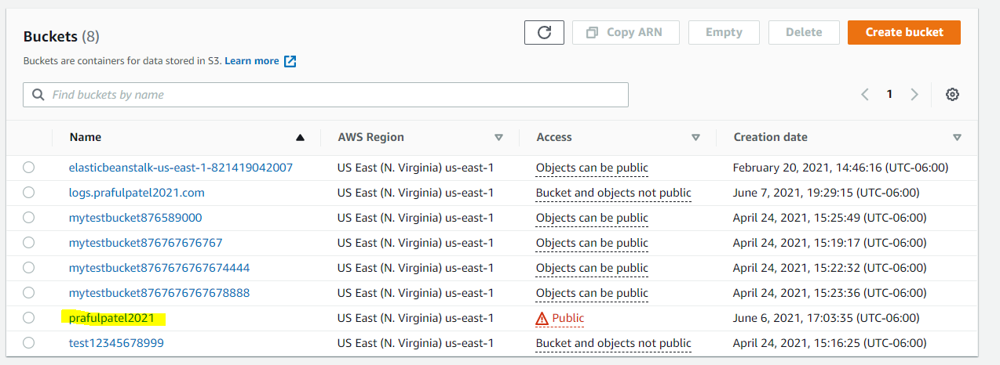 Buckets (8)
Copy ARN
Empty
Delete
Create bucket
Buckets are containers for data stored in S3. Learn more
Find buckets by name
1
Name AWS Region Access Creation date
elasticbeanstalk-us-east-1-821419042007 US East (N. Virginia) us-east-1 Objects can be public February 20, 2021, 14:46:16 (UTC-06:00)
logs.prafulpatel2021.com US East (N. Virginia) us-east-1 Bucket and objects not public June 7, 2021, 19:29:15 (UTC-06:00)
mytestbucket876589000 US East (N. Virginia) us-east-1 Objects can be public April 24, 2021, 15:25:49 (UTC-06:00)
mytestbucket876767676767 US East (N. Virginia) us-east-1 Objects can be public April 24, 2021, 15:19:17 (UTC-06:00)
mytestbucket8767676767674444 US East (N. Virginia) us-east-1 Objects can be public April 24, 2021, 15:22:32 (UTC-06:00)
mytestbucket8767676767678888 US East (N. Virginia) us-east-1 Objects can be public April 24, 2021, 15:23:36 (UTC-06:00)
prafulpatel2021 US East (N. Virginia) us-east-1 Public June 6, 2021, 17:03:35 (UTC-06:00)
test12345678999 US East (N. Virginia) us-east-1 Bucket and objects not public April 24, 2021, 15:16:25 (UTC-06:00)